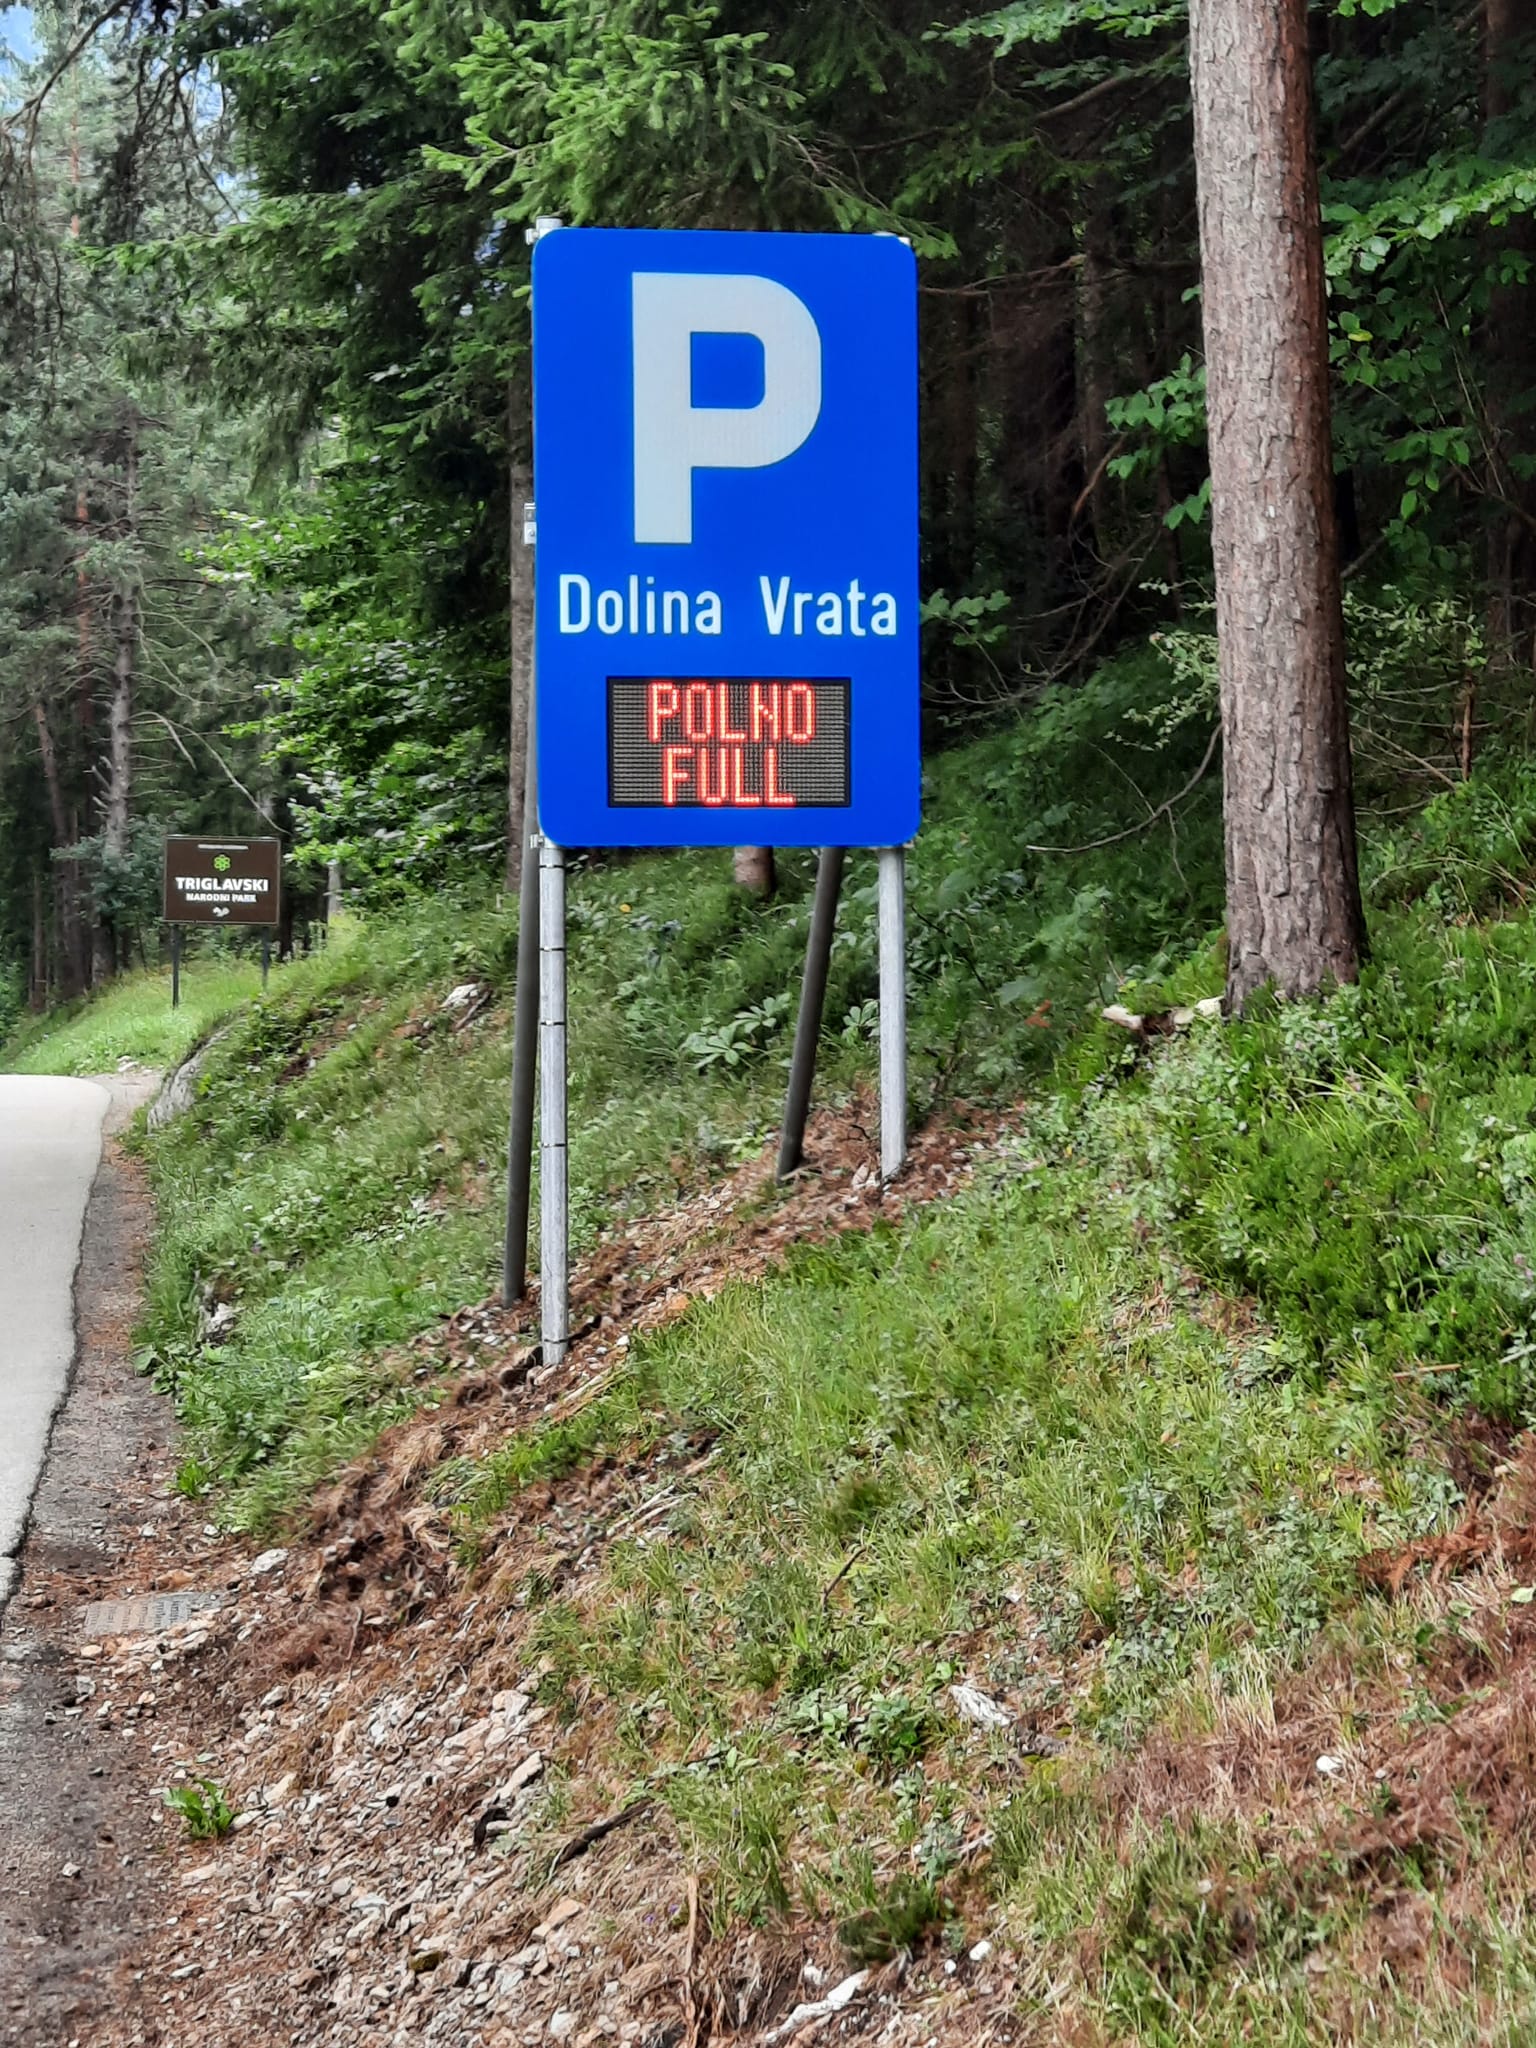 P
Dolina Vrata
POLNO
FULL
TRIGLAVSKI
NARODNI PARK